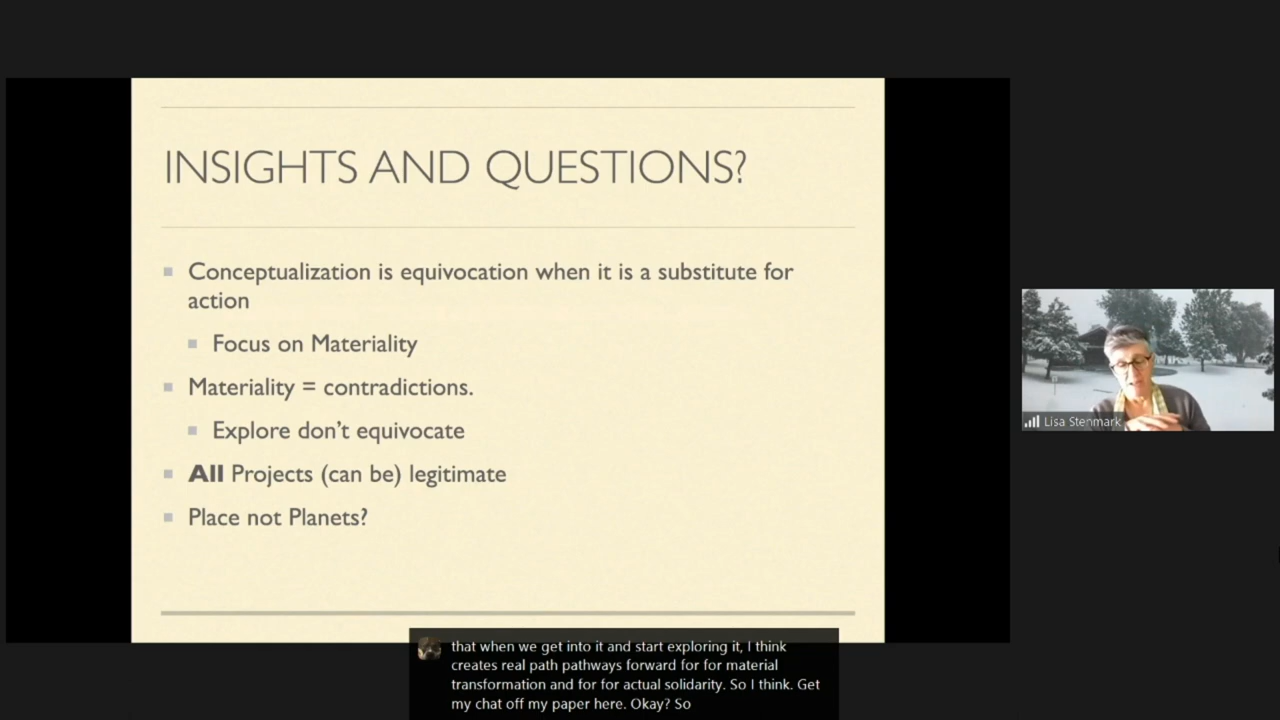 INSIGHTS AND QUESTIONS?
Conceptualization is equivocation when it is a substitute for
action
Focus on Materiality
Materiality = contradictions.
Explore don't equivocate
All Projects (can be) legitimate
Place not Planets?
Lisa Stenmark
that when we get into it and start exploring it, I think
creates real path pathways forward for for material
transformation and for for actual solidarity. So I think. Get
my chat off my paper here. Okay? So